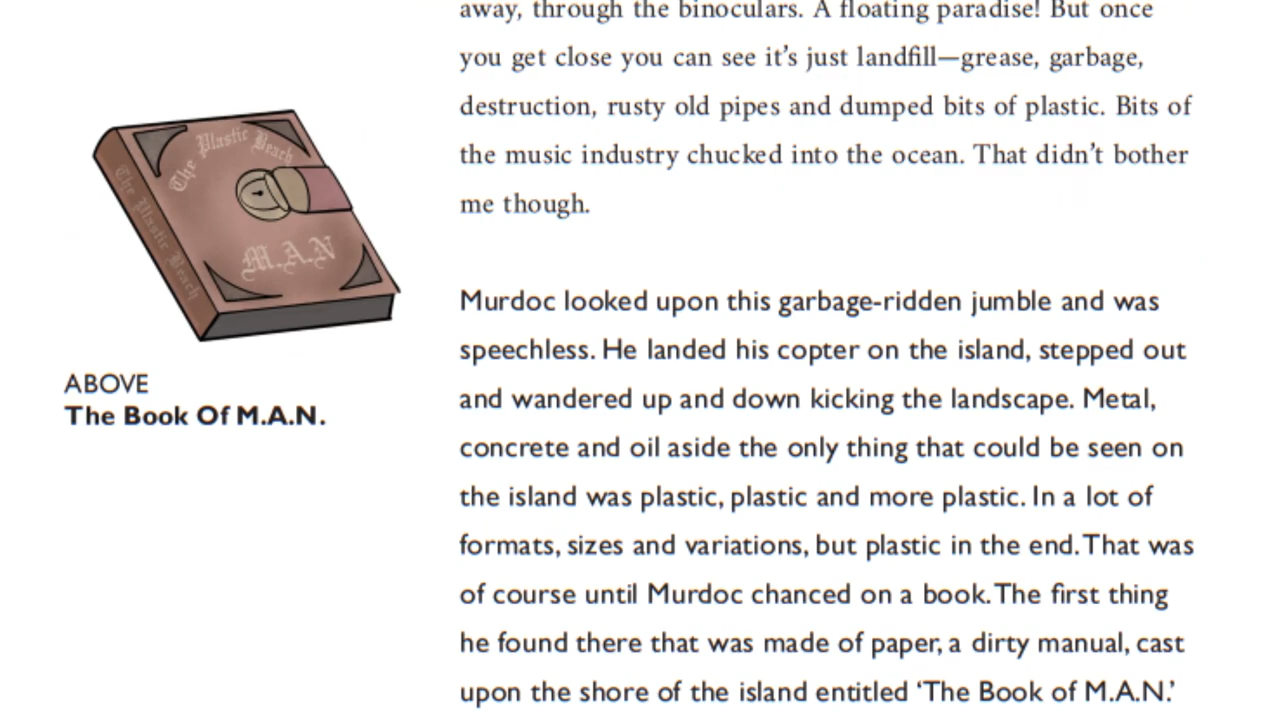 The Plastic Beach
M.A.N
The Plastic Beach
ABOVE
The Book Of M.A.N.
away, through the binoculars. A floating paradise! But once
you get close you can see it’s just landfill—grease, garbage,
destruction, rusty old pipes and dumped bits of plastic. Bits of
the music industry chucked into the ocean. That didn’t bother
me though.
Murdoc looked upon this garbage-ridden jumble and was
speechless. He landed his copter on the island, stepped out
and wandered up and down kicking the landscape. Metal,
concrete and oil aside the only thing that could be seen on
the island was plastic, plastic and more plastic. In a lot of
formats, sizes and variations, but plastic in the end. That was
of course until Murdoc chanced on a book. The first thing
he found there that was made of paper, a dirty manual, cast
upon the shore of the island entitled ‘The Book of M.A.N.’